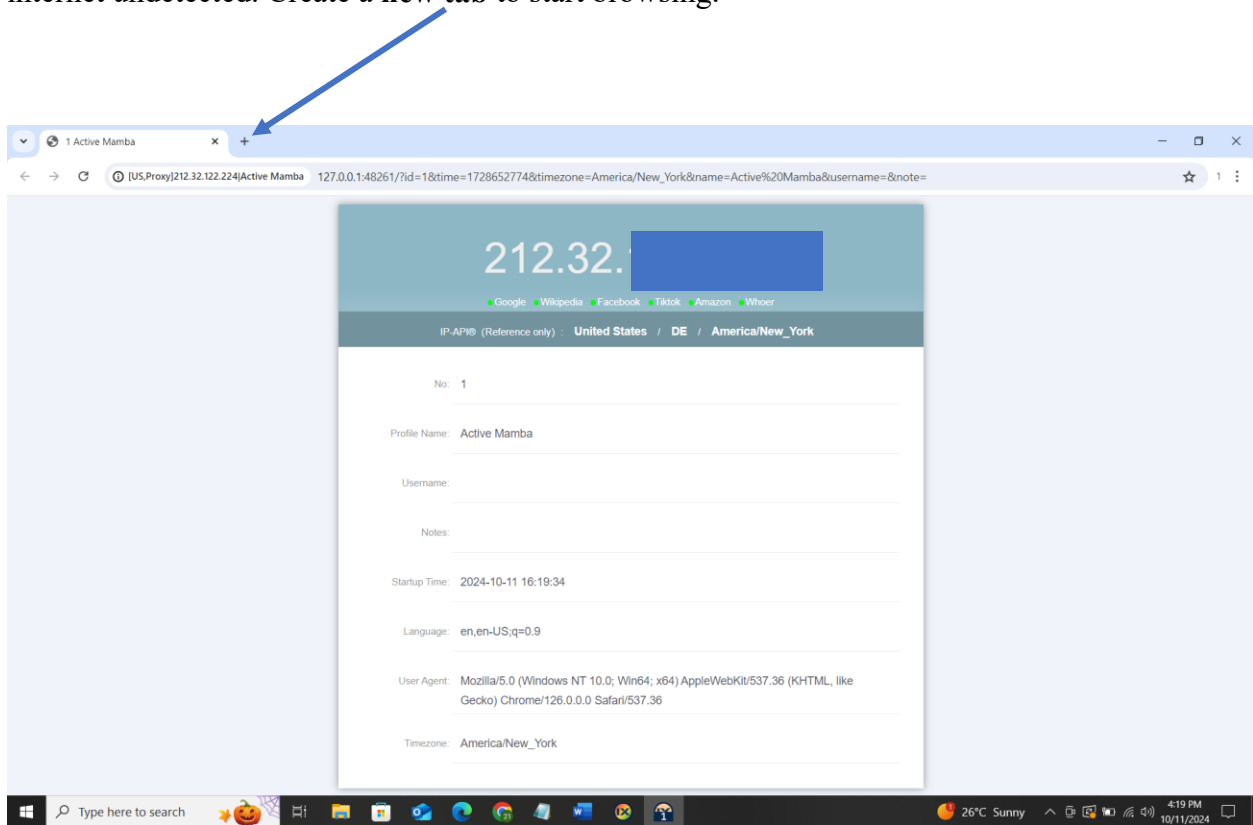 internet undetected. Create a new tab to start browsing.
1 Active Mamba
[US,Proxy]212.32.122.224|Active Mamba 127.0.0.1:48261/?id=1&time=1728652774&timezone=America/New_York&name=Active%20Mamba&username=&note= 1
212.32.
Google Wikipedia Facebook Tiktok Amazon Whoer
IP-API® (Reference only) : United States / DE / America/New_York
No: 1
Profile Name: Active Mamba
Username:
Notes:
Startup Time: 2024-10-11 16:19:34
Language: en,en-US;q=0.9
User Agent: Mozilla/5.0 (Windows NT 10.0; Win64; x64) AppleWebKit/537.36 (KHTML, like
Gecko) Chrome/126.0.0.0 Safari/537.36
Timezone: America/New_York
Type here to search 26°C Sunny 4:19 PM
10/11/2024